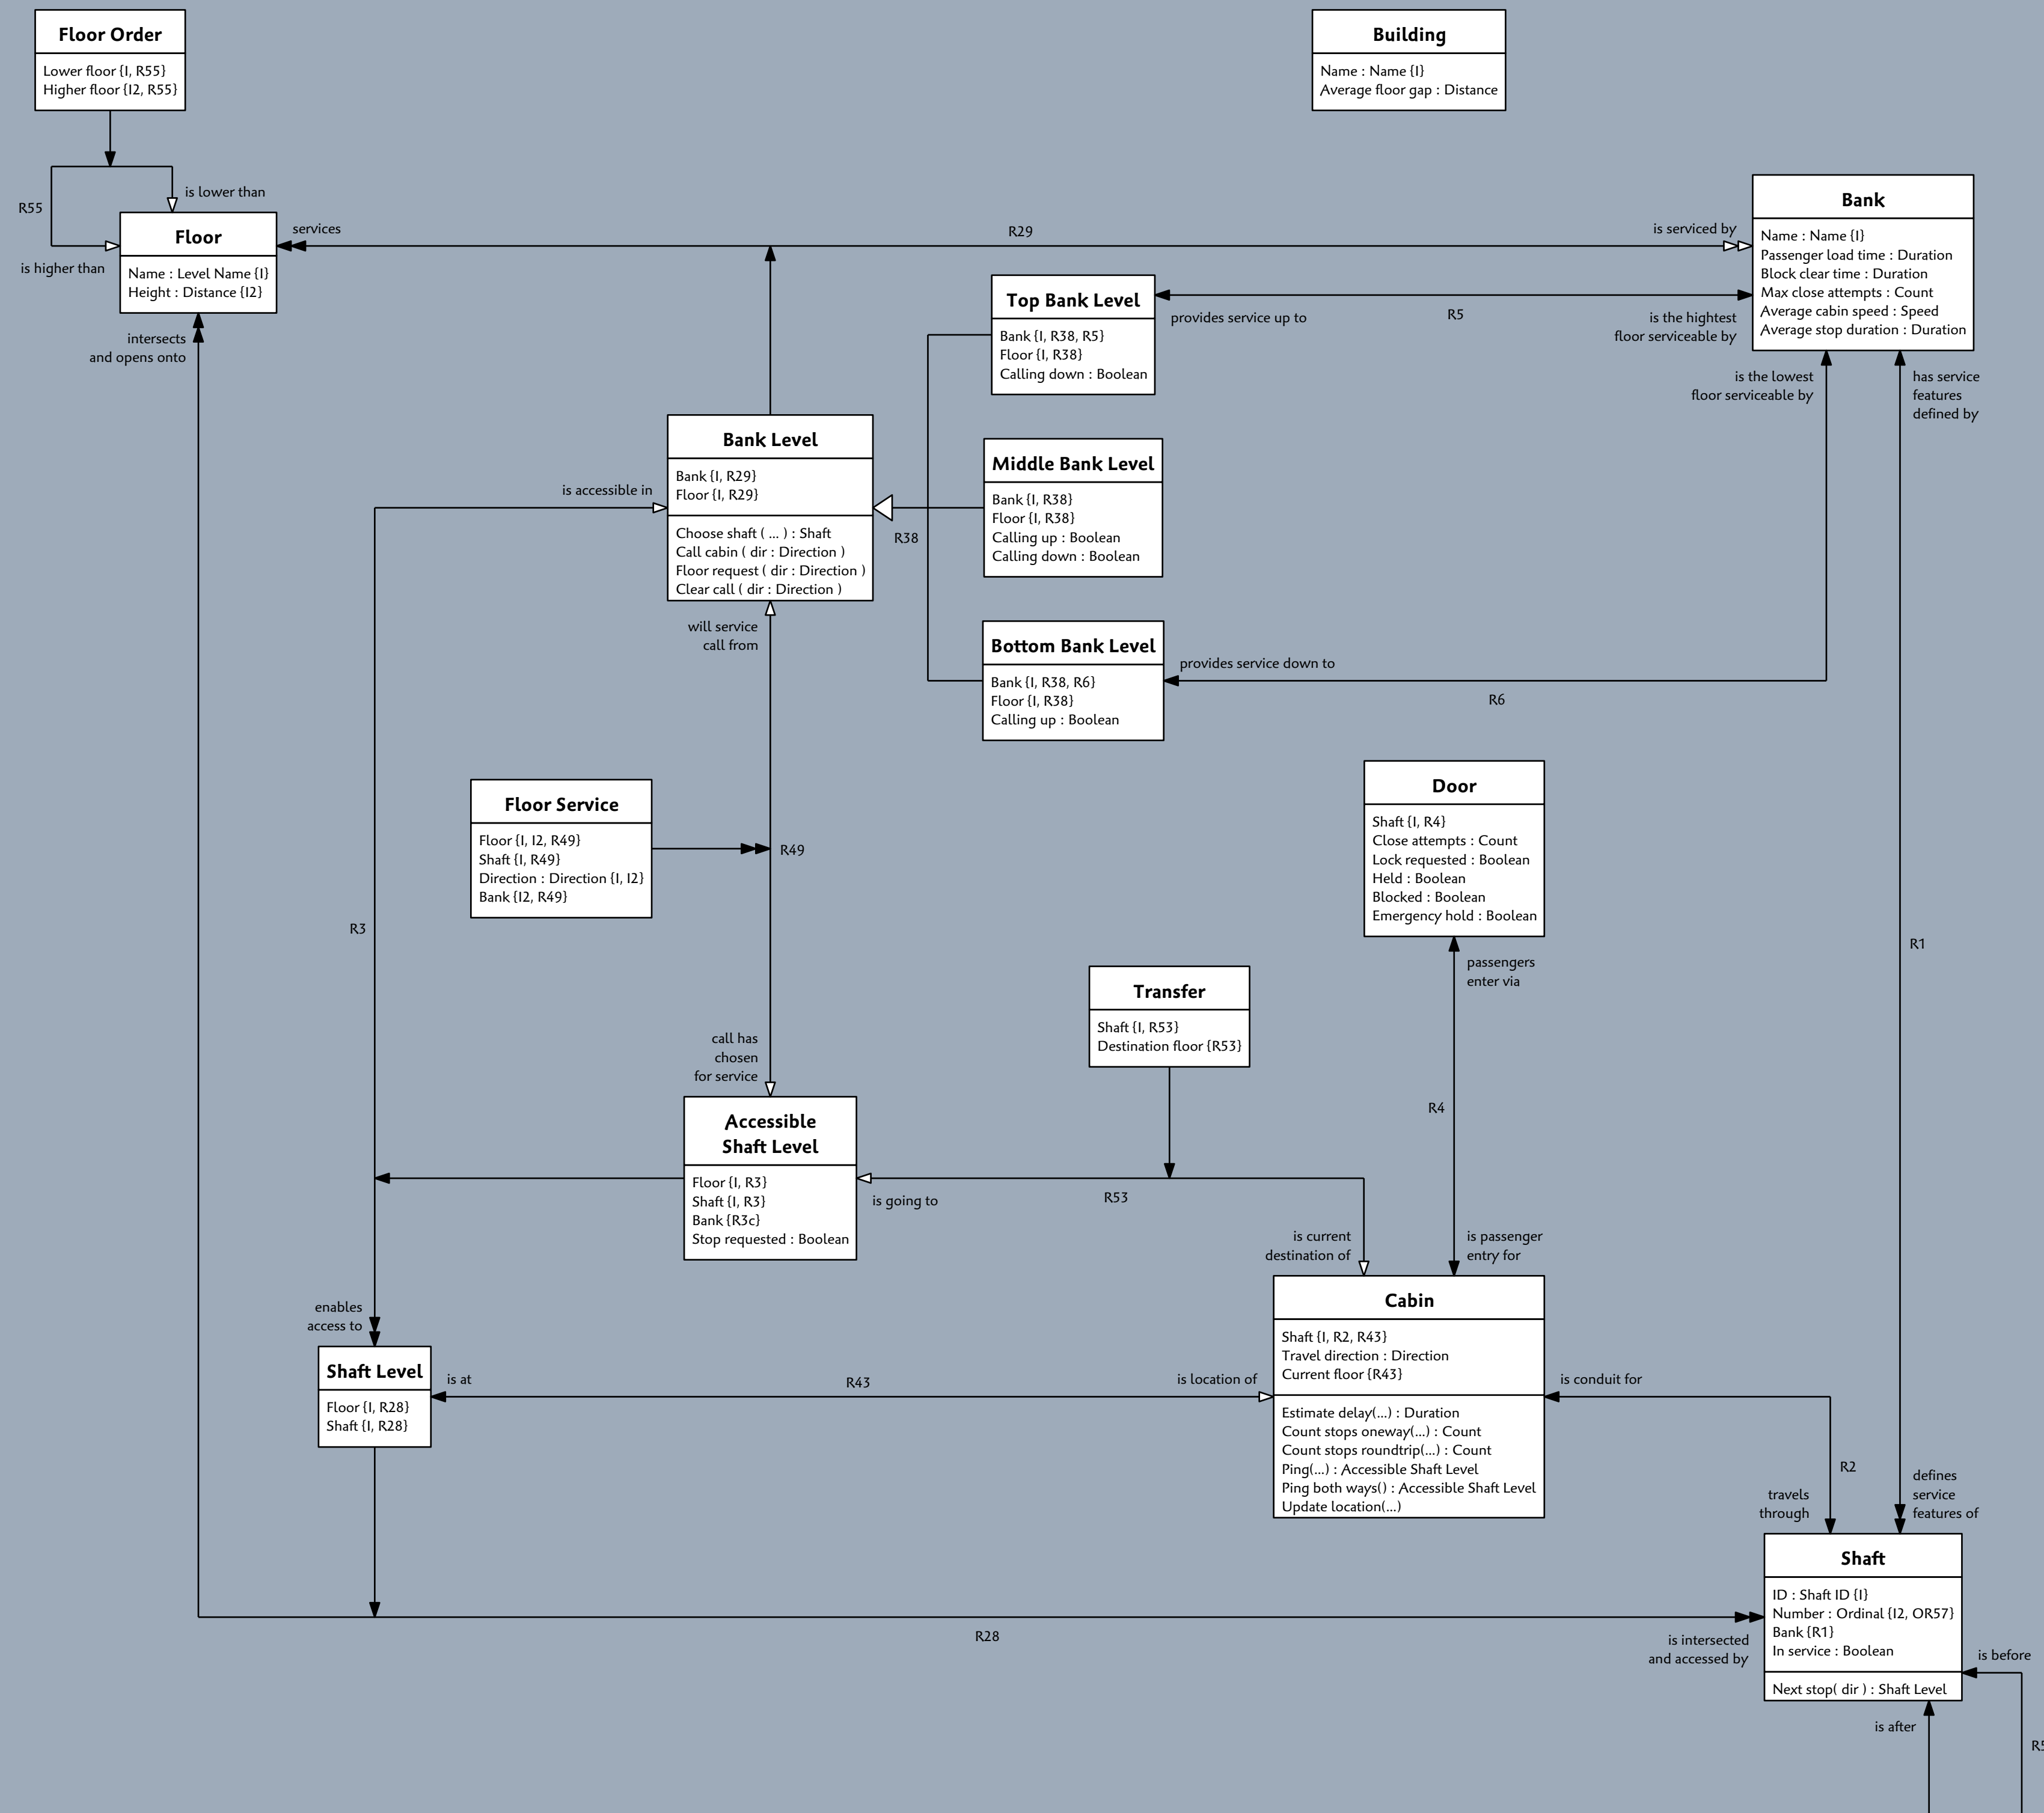 Floor Order
Lower floor {I, R55}
Higher floor {I2, R55}
Building
Name : Name {I}
Average floor gap : Distance
is lower than
R55
is higher than
Floor
Name : Level Name {I}
Height : Distance {I2}
services
R29
is serviced by
Bank
Name : Name {I}
Passenger load time : Duration
Block clear time : Duration
Max close attempts : Count
Average cabin speed : Speed
Average stop duration : Duration
intersects
and opens onto
Top Bank Level
Bank {I, R38, R5}
Floor {I, R38}
Calling down : Boolean
provides service up to
R5
is the highest
floor serviceable by
is the lowest
floor serviceable by
has service
features
defined by
Bank Level
Bank {I, R29}
Floor {I, R29}
Choose shaft ( ... ) : Shaft
Call cabin ( dir : Direction )
Floor request ( dir : Direction )
Clear call ( dir : Direction )
is accessible in
R38
Middle Bank Level
Bank {I, R38}
Floor {I, R38}
Calling up : Boolean
Calling down : Boolean
will service
call from
Bottom Bank Level
Bank {I, R38, R6}
Floor {I, R38}
Calling up : Boolean
provides service down to
R6
Floor Service
Floor {I, I2, R49}
Shaft {I, R49}
Direction : Direction {I, I2}
Bank {I2, R49}
R49
Door
Shaft {I, R4}
Close attempts : Count
Lock requested : Boolean
Held : Boolean
Blocked : Boolean
Emergency hold : Boolean
R3
R1
passengers
enter via
Transfer
Shaft {I, R53}
Destination floor {R53}
call has
chosen
for service
R4
Accessible
Shaft Level
Floor {I, R3}
Shaft {I, R3}
Bank {R3c}
Stop requested : Boolean
is going to
R53
is current
destination of
is passenger
entry for
enables
access to
Cabin
Shaft {I, R2, R43}
Travel direction : Direction
Current floor {R43}
Estimate delay(...) : Duration
Count stops oneway(...) : Count
Count stops roundtrip(...) : Count
Ping(...) : Accessible Shaft Level
Ping both ways() : Accessible Shaft Level
Update location(...)
Shaft Level
Floor {I, R28}
Shaft {I, R28}
is at
R43
is location of
is conduit for
R2
travels
through
defines
service
features of
Shaft
ID : Shaft ID {I}
Number : Ordinal {I2, OR57}
Bank {R1}
In service : Boolean
Next stop( dir ) : Shaft Level
R28
is intersected
and accessed by
is before
is after